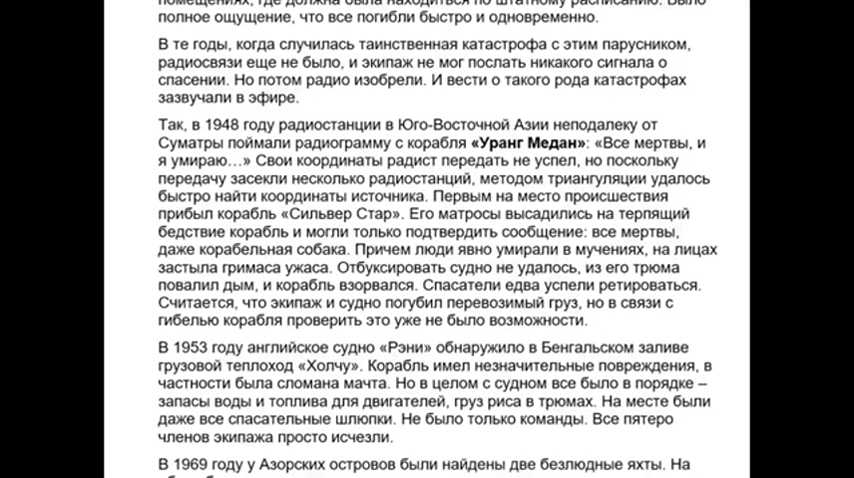 помещениях, где должна была находиться по штатному расписанию. Было
полное ощущение, что все погибли быстро и одновременно.
В те годы, когда случилась таинственная катастрофа с этим парусником,
радиосвязи еще не было, и экипаж не мог послать никакого сигнала о
спасении. Но потом радио изобрели. И вести о такого рода катастрофах
зазвучали в эфире.
Так, в 1948 году радиостанции в Юго-Восточной Азии неподалеку от
Суматры поймали радиограмму с корабля «Уранг Медан»: «Все мертвы, и
я умираю…» Свои координаты радист передать не успел, но поскольку
передачу засекли несколько радиостанций, методом триангуляции удалось
быстро найти координаты источника. Первым на место происшествия
прибыл корабль «Сильвер Стар». Его матросы высадились на терпящий
бедствие корабль и могли только подтвердить сообщение: все мертвы,
даже корабельная собака. Причем люди явно умирали в мучениях, на лицах
застыла гримаса ужаса. Отбуксировать судно не удалось, из его трюма
повалил дым, и корабль взорвался. Спасатели едва успели ретироваться.
Считается, что экипаж и судно погубил перевозимый груз, но в связи с
гибелью корабля проверить это уже не было возможности.
В 1953 году английское судно «Рэни» обнаружило в Бенгальском заливе
грузовой теплоход «Холчу». Корабль имел незначительные повреждения, в
частности была сломана мачта. Но в целом с судном все было в порядке –
запасы воды и топлива для двигателей, груз риса в трюмах. На месте были
даже все спасательные шлюпки. Не было только команды. Все пятеро
членов экипажа просто исчезли.
В 1969 году у Азорских островов были найдены две безлюдные яхты. На